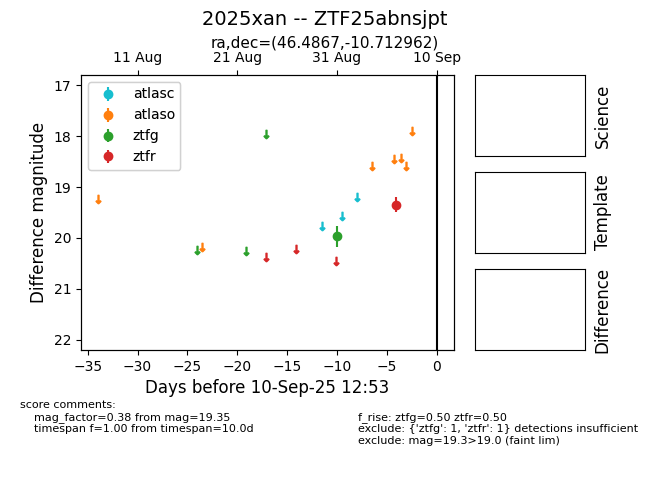 2025xan -- ZTF25abnsjpt
ra,dec=(46.4867,-10.712962)
11 Aug
21 Aug
31 Aug
10 Sep
17
18
19
20
21
22
Difference magnitude
atlasc
atlaso
ztfg
ztfr
−35
−30
−25
−20
−15
−10
−5
0
Days before 10-Sep-25 12:53
Science
Template
Difference
score comments:
mag_factor=0.38 from mag=19.35
timespan f=1.00 from timespan=10.0d
f_rise: ztfg=0.50 ztfr=0.50
exclude: {'ztfg': 1, 'ztfr': 1} detections insufficient
exclude: mag=19.3>19.0 (faint lim)